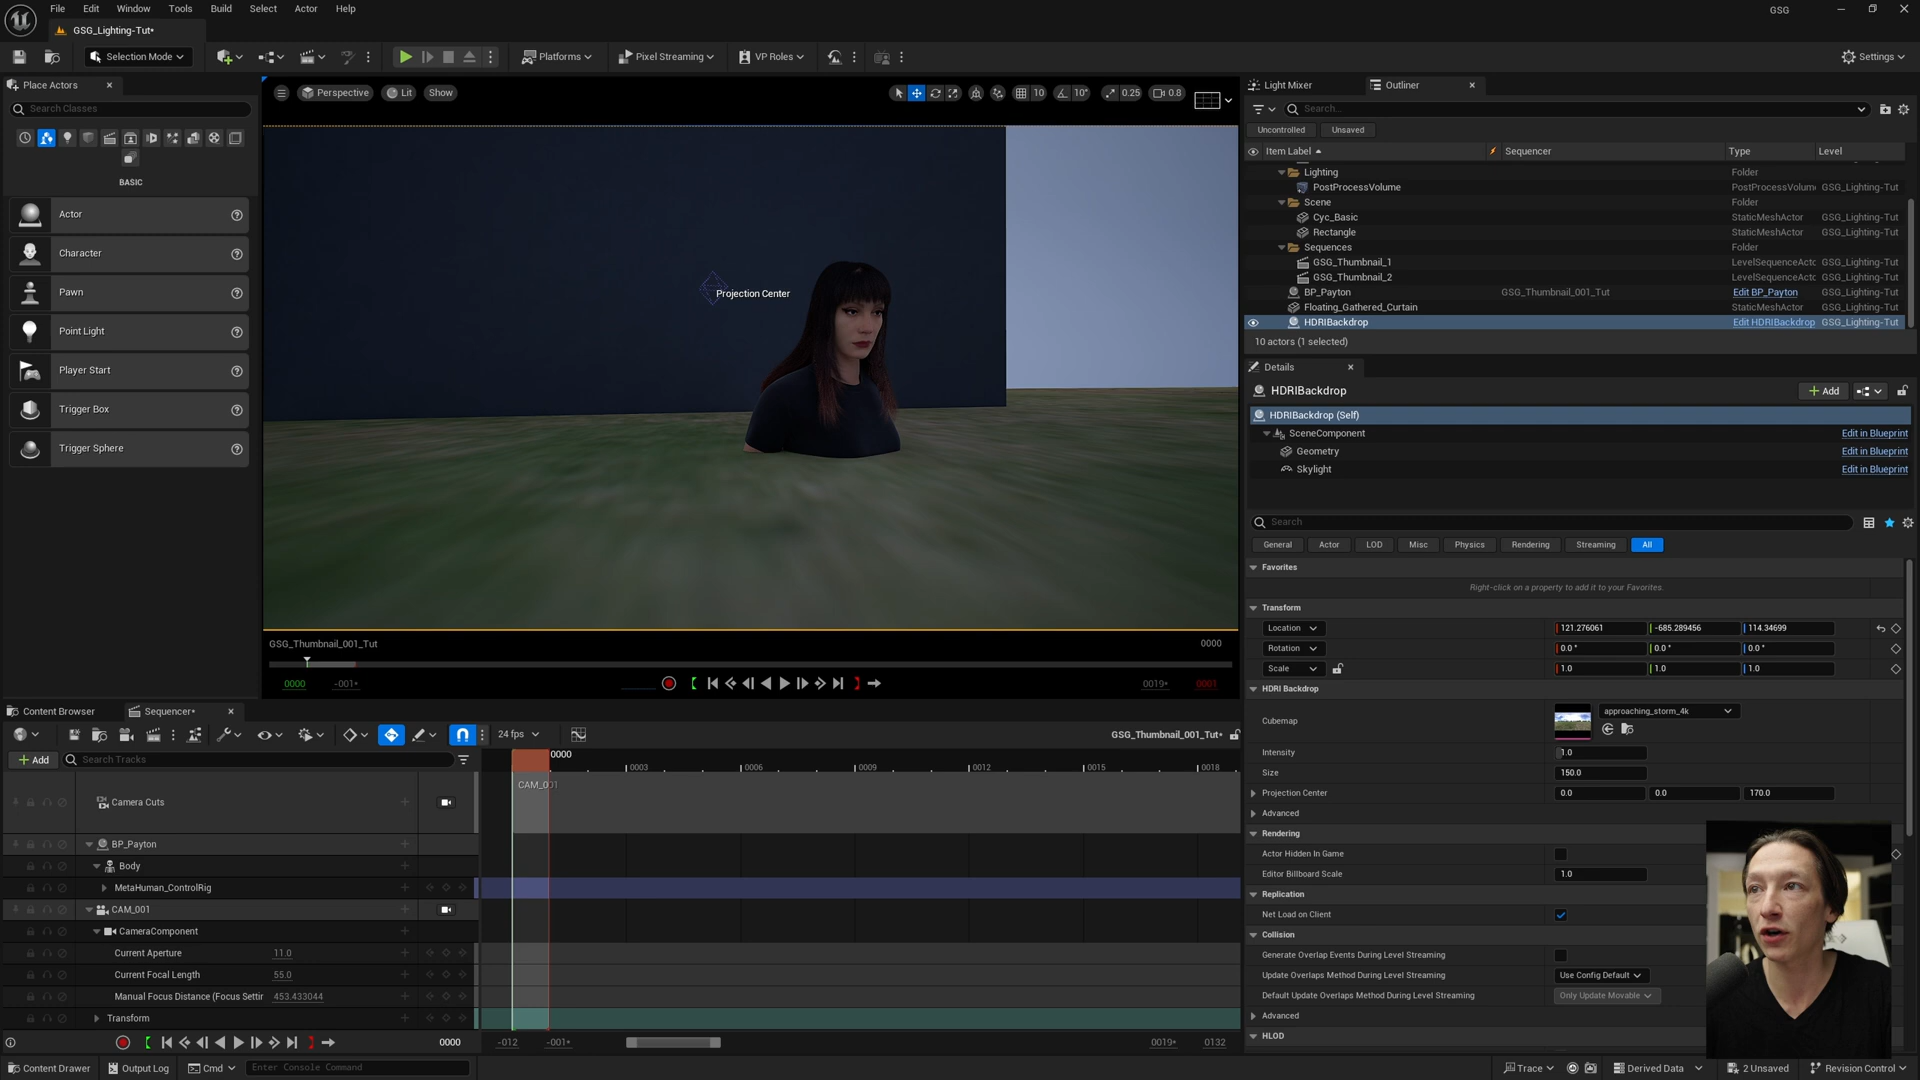 File Edit Window Tools Build Select Actor Help
GSG
GSG_Lighting-Tut•
Selection Mode
Platforms
Pixel Streaming
VP Roles
Settings
Place Actors
Search Classes
BASIC
Actor
Character
Pawn
Point Light
Player Start
Trigger Box
Trigger Sphere
Perspective Lit Show
10 10° 0.25 0.8
Projection Center
GSG_Thumbnail_001_Tut
0000
0000 -001+ 0019+ 0001
Light Mixer Outliner
Search...
Uncontrolled Unsaved
Item Label Sequencer Type Level
Lighting Folder
PostProcessVolume PostProcessVolum GSG_Lighting-Tut
Scene Folder
Cyc_Basic StaticMeshActor GSG_Lighting-Tut
Rectangle StaticMeshActor GSG_Lighting-Tut
Sequences Folder
GSG_Thumbnail_1 LevelSequenceActo GSG_Lighting-Tut
GSG_Thumbnail_2 LevelSequenceActo GSG_Lighting-Tut
BP_Payton GSG_Thumbnail_001_Tut Edit BP_Payton GSG_Lighting-Tut
Floating_Gathered_Curtain StaticMeshActor GSG_Lighting-Tut
HDRIBackdrop Edit HDRIBackdrop GSG_Lighting-Tut
10 actors (1 selected)
Details
HDRIBackdrop
Add
HDRIBackdrop (Self)
SceneComponent Edit in Blueprint
Geometry Edit in Blueprint
Skylight Edit in Blueprint
Search
General Actor LOD Misc Physics Rendering Streaming All
Favorites
Right-click on a property to add it to your Favorites.
Transform
Location 121.276061 -685.289456 114.34699
Rotation 0.0 ° 0.0 ° 0.0 °
Scale 1.0 1.0 1.0
HDRI Backdrop
Cubemap approaching_storm_4k
Intensity 1.0
Size 150.0
Projection Center 0.0 0.0 170.0
Advanced
Rendering
Actor Hidden In Game
Editor Billboard Scale 1.0
Replication
Net Load on Client
Collision
Generate Overlap Events During Level Streaming
Update Overlaps Method During Level Streaming Use Config Default
Default Update Overlaps Method During Level Streaming Only Update Movable
Advanced
HLOD
Content Browser Sequencer•
24 fps
GSG_Thumbnail_001_Tut•
Add Search Tracks
0000
0003 0006 0009 0012 0015 0018
Camera Cuts
CAM_001
BP_Payton
Body
MetaHuman_ControlRig
CAM_001
CameraComponent
Current Aperture 11.0
Current Focal Length 55.0
Manual Focus Distance (Focus Settir 453.433044
Transform
0000 -012 -001+ 0019+ 0132
Content Drawer Output Log Cmd Enter Console Command
Trace Derived Data 2 Unsaved Revision Control